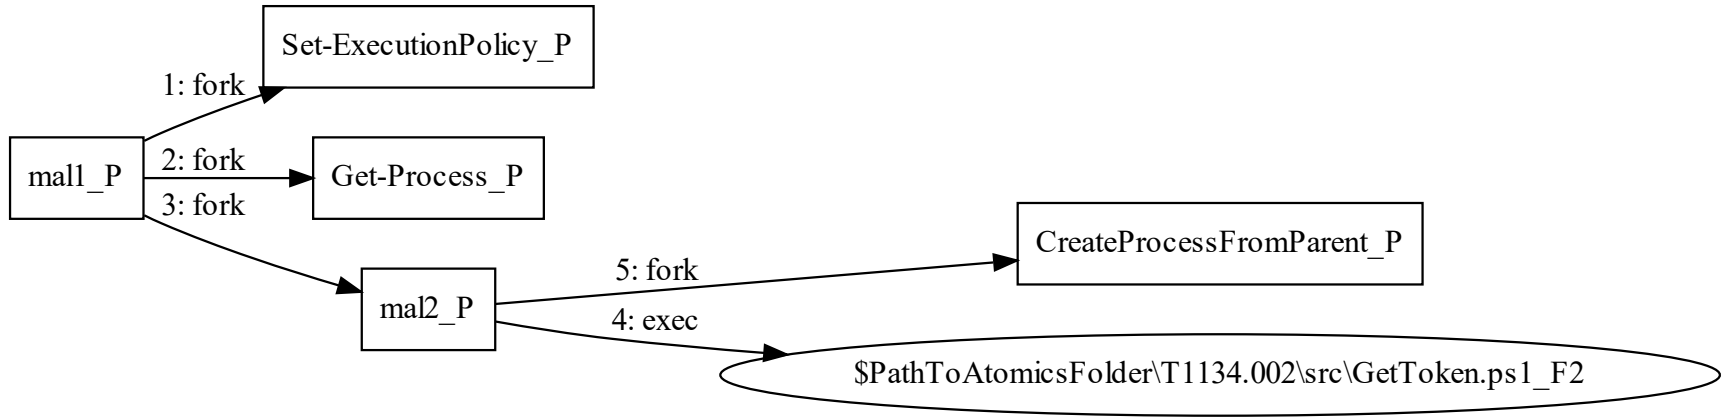 Set-ExecutionPolicy_P
1: fork
mal1_P
2: fork
Get-Process_P
3: fork
CreateProcessFromParent_P
5: fork
mal2_P
4: exec
$PathToAtomicsFolder\T1134.002\src\GetToken.ps1_F2